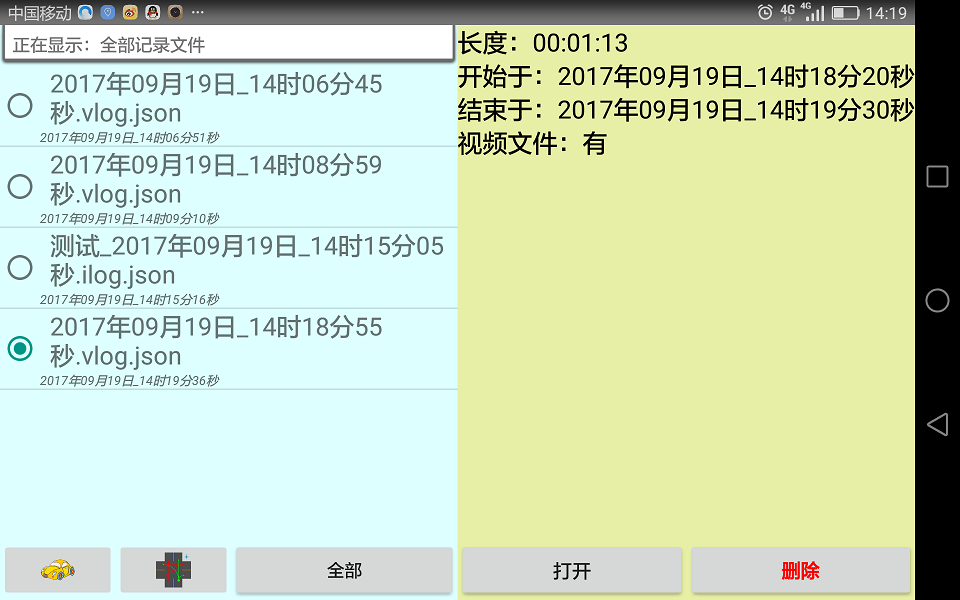 中国移动 ... 4G 4G 14:19
正在显示：全部记录文件
2017年09月19日_14时06分45
秒.vlog.json
2017年09月19日_14时06分51秒
2017年09月19日_14时08分59
秒.vlog.json
2017年09月19日_14时09分10秒
测试_2017年09月19日_14时15分05
秒.ilog.json
2017年09月19日_14时15分16秒
2017年09月19日_14时18分55
秒.vlog.json
2017年09月19日_14时19分36秒
全部
长度：00:01:13
开始于：2017年09月19日_14时18分20秒
结束于：2017年09月19日_14时19分30秒
视频文件：有
打开
删除